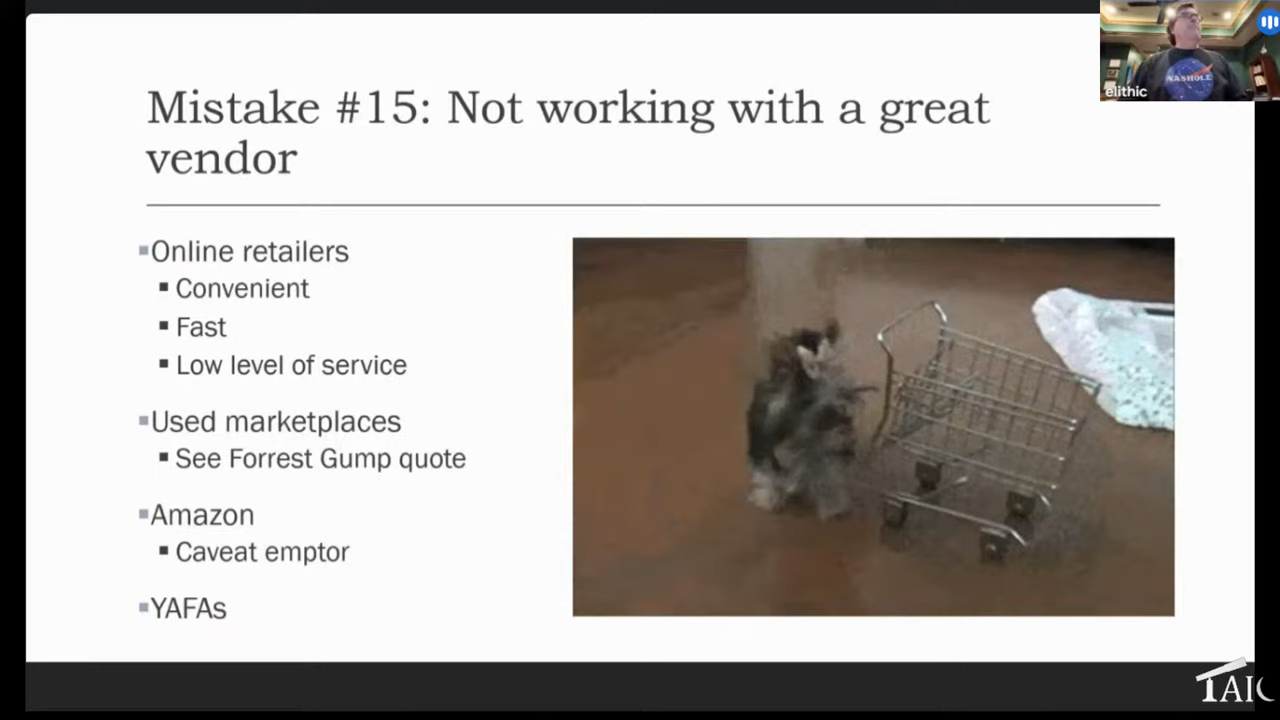 Mistake #15: Not working with a great
vendor
Online retailers
Convenient
Fast
Low level of service
Used marketplaces
See Forrest Gump quote
Amazon
Caveat emptor
YAFAs
NASHOLE
elithic
TAIC